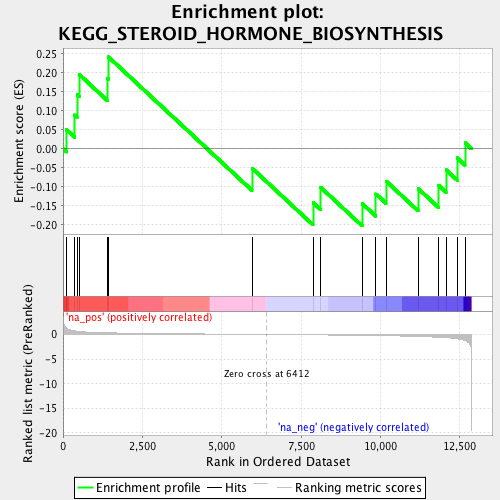 Enrichment plot:
KEGG_STEROID_HORMONE_BIOSYNTHESIS
Enrichment score (ES)
0.25
0.20
0.15
0.10
0.05
0.00
-0.05
-0.10
-0.15
-0.20
'na_pos' (positively correlated)
Ranked list metric (PreRanked)
0
-5
-10
-15
-20
Zero cross at 6412
'na_neg' (negatively correlated)
0
2,500
5,000
7,500
10,000
12,500
Rank in Ordered Dataset
Enrichment profile
Hits
Ranking metric scores